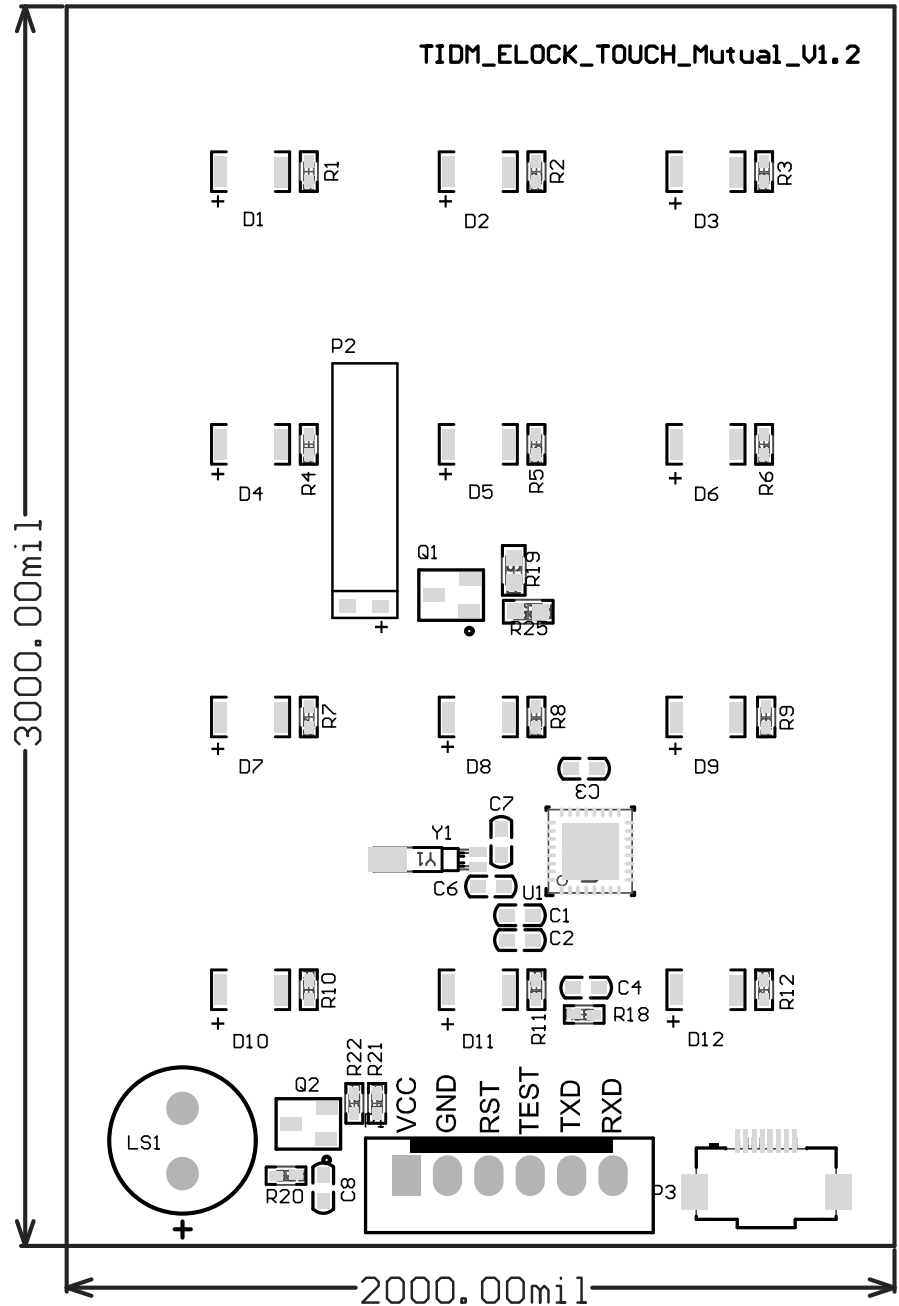 TIDM_ELOCK_TOUCH_Mutual_V1.2
R1 R2 R3
+ + +
D1 D2 D3
P2
+ R4 + R5 + R6
D4 D5 D6
3000.00mil
Q1 R19
+ R25
R7 R8 R9
+ + +
D7 D8 D9
C3
C7
Y1
Y1
C6 U1
C1
C2
R10 C4 R12
+ + R11 R18 +
D10 D11 D12
R22 R21
Q2 VCC GND RST TEST TXD RXD
LS1
R20 C8 P3
+
2000.00mil